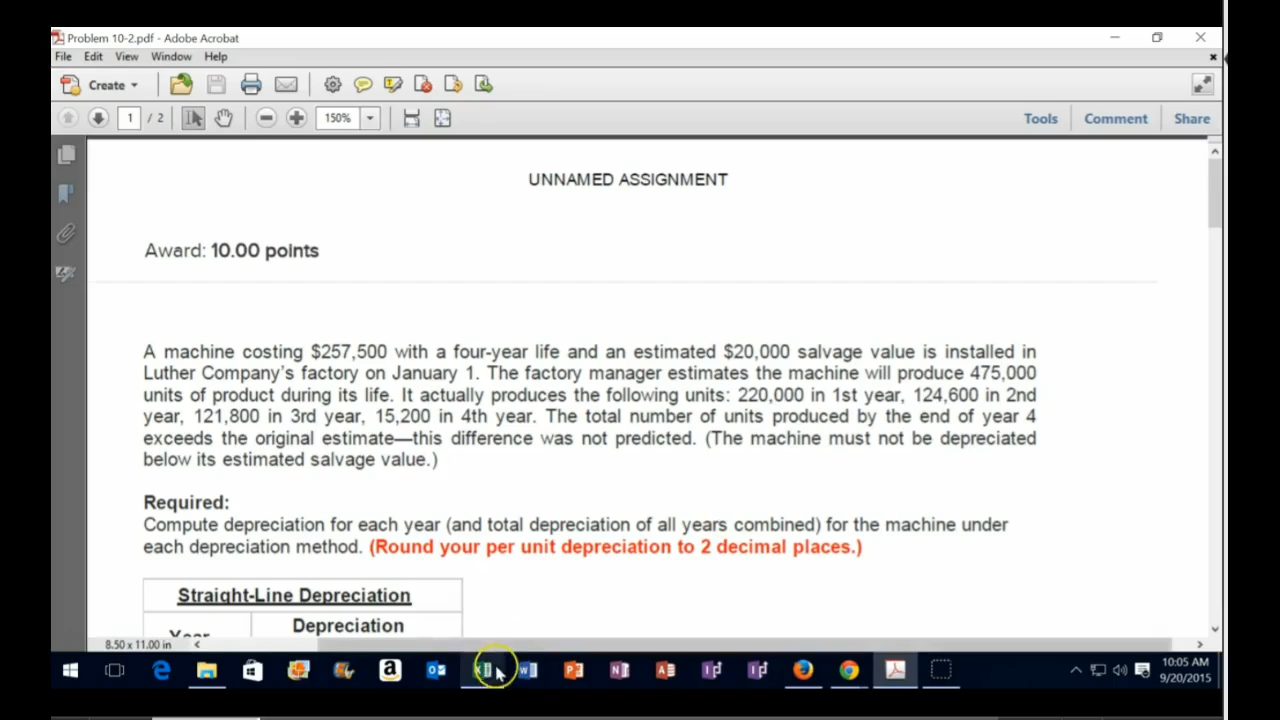 Problem 10-2.pdf - Adobe Acrobat
File Edit View Window Help
Create
1 / 2 150% Tools Comment Share
UNNAMED ASSIGNMENT
Award: 10.00 points
A machine costing $257,500 with a four-year life and an estimated $20,000 salvage value is installed in
Luther Company's factory on January 1. The factory manager estimates the machine will produce 475,000
units of product during its life. It actually produces the following units: 220,000 in 1st year, 124,600 in 2nd
year, 121,800 in 3rd year, 15,200 in 4th year. The total number of units produced by the end of year 4
exceeds the original estimate—this difference was not predicted. (The machine must not be depreciated
below its estimated salvage value.)
Required:
Compute depreciation for each year (and total depreciation of all years combined) for the machine under
each depreciation method. (Round your per unit depreciation to 2 decimal places.)
Straight-Line Depreciation
Depreciation
Year
8.50 x 11.00 in
10:05 AM
9/20/2015